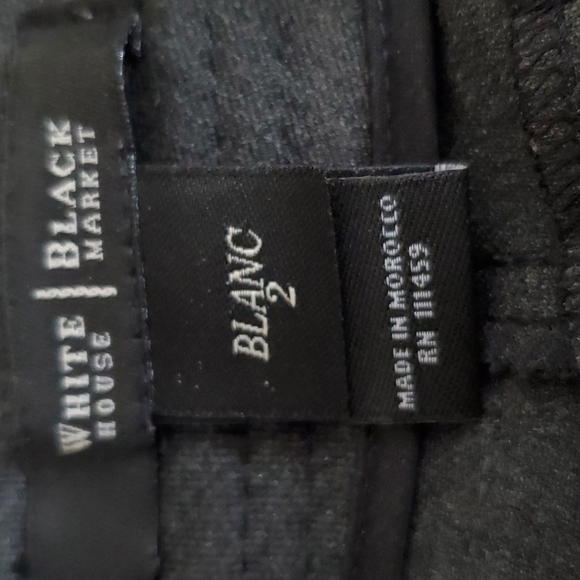 WHITE | BLACK
HOUSE MARKET
BLANC
2
MADE IN MOROCCO
RN 111459